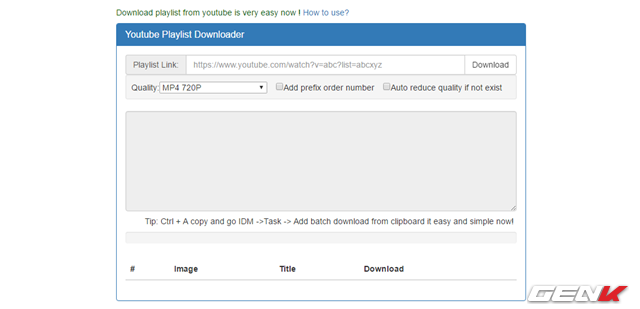 Download playlist from youtube is very easy now ! How to use?
Youtube Playlist Downloader
Playlist Link: https://www.youtube.com/watch?v=abc?list=abcxyz Download
Quality: MP4 720P Add prefix order number Auto reduce quality if not exist
Tip: Ctrl + A copy and go IDM ->Task -> Add batch download from clipboard it easy and simple now!
# Image Title Download
GENK